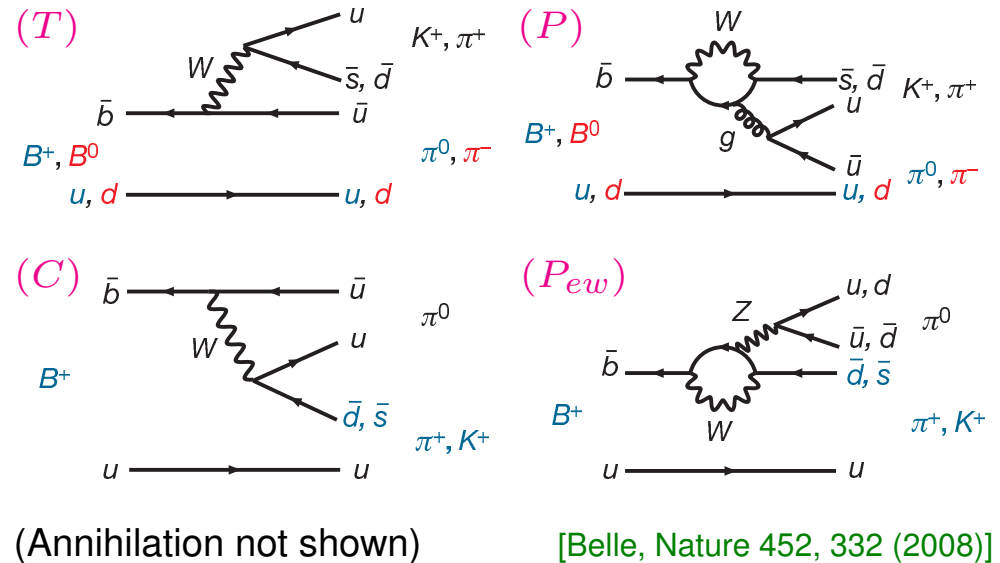 (T)
u
K⁺, π⁺
W
s̄, d̄
b̄
ū
B⁺, B⁰
π⁰, π⁻
u, d
u, d
(P)
W
b̄
s̄, d̄
K⁺, π⁺
u
B⁺, B⁰
g
ū
π⁰, π⁻
u, d
u, d
(C)
b̄
ū
π⁰
u
W
B⁺
d̄, s̄
π⁺, K⁺
u
u
(P_ew)
u, d
Z
π⁰
ū, d̄
b̄
d̄, s̄
B⁺
W
π⁺, K⁺
u
u
(Annihilation not shown)
[Belle, Nature 452, 332 (2008)]